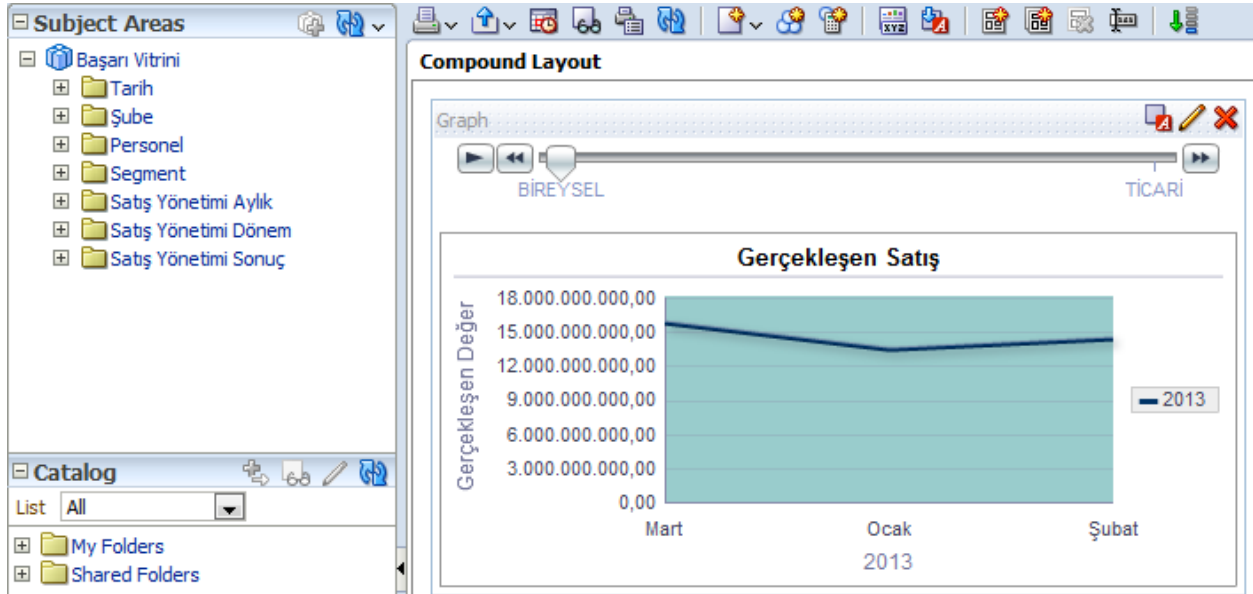 Subject Areas
Başarı Vitrini
Tarih
Şube
Personel
Segment
Satış Yönetimi Aylık
Satış Yönetimi Dönem
Satış Yönetimi Sonuç
Catalog
List All
My Folders
Shared Folders
XYZ
Compound Layout
Graph
BİREYSEL
TİCARİ
Gerçekleşen Satış
Gerçekleşen Değer
18.000.000.000,00
15.000.000.000,00
12.000.000.000,00
9.000.000.000,00
6.000.000.000,00
3.000.000.000,00
0,00
Mart Ocak Şubat
2013
2013